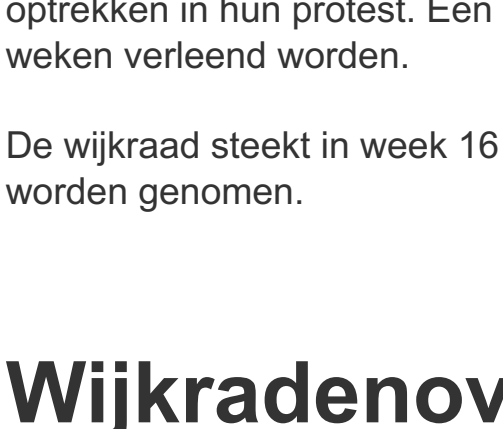 optrekken in hun protest. Een
weken verleend worden.
De wijkraad steekt in week 16
worden genomen.
Wijkradenov